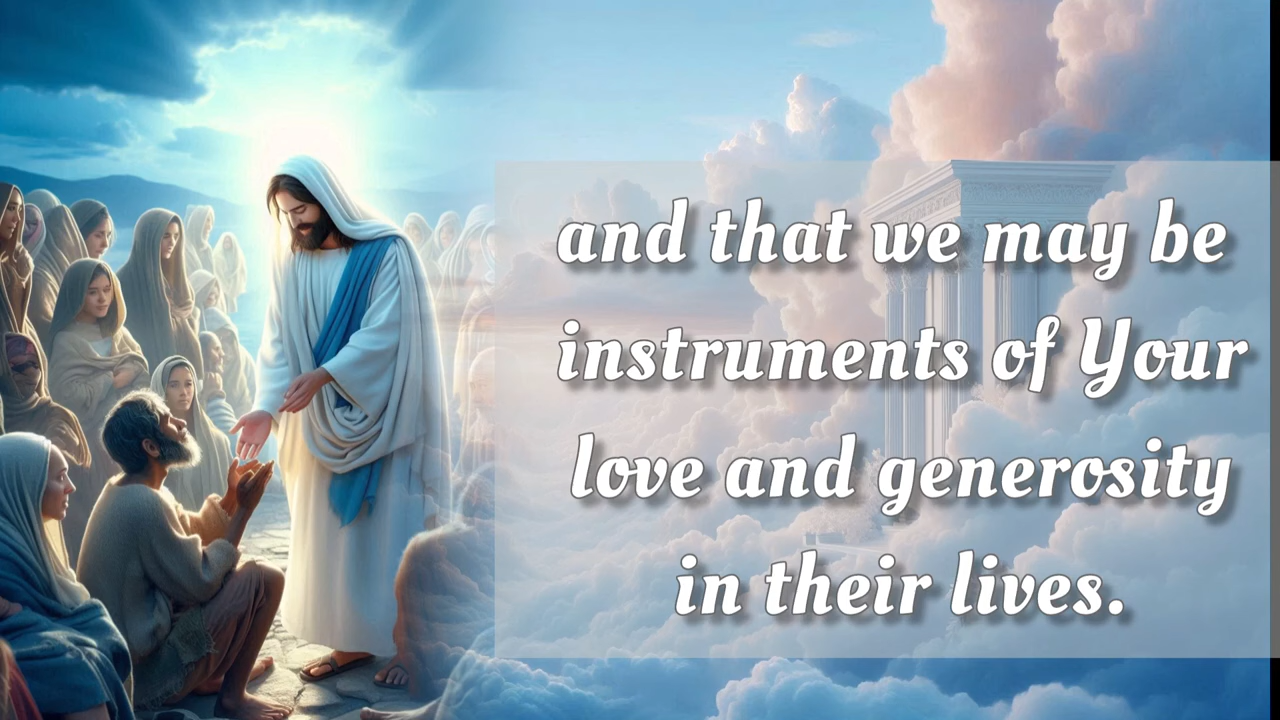 and that we may be
instruments of Your
love and generosity
in their lives.